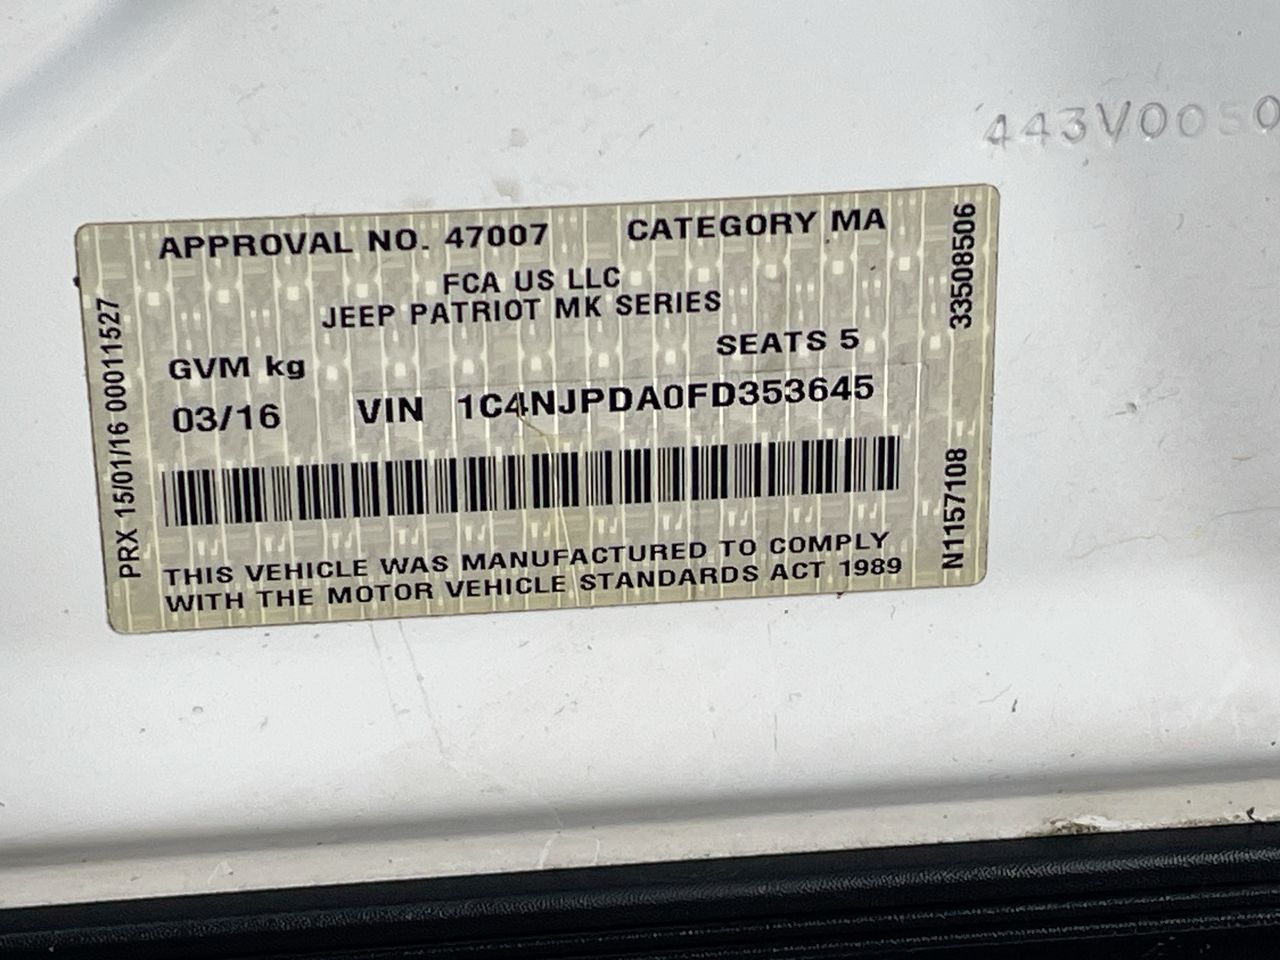 443V0050
APPROVAL NO. 47007 CATEGORY MA
FCA US LLC
JEEP PATRIOT MK SERIES
GVM kg SEATS 5
03/16 VIN 1C4NJPDA0FD353645
THIS VEHICLE WAS MANUFACTURED TO COMPLY
WITH THE MOTOR VEHICLE STANDARDS ACT 1989
PRX 15/01/16 00011527
N1157108 33508506